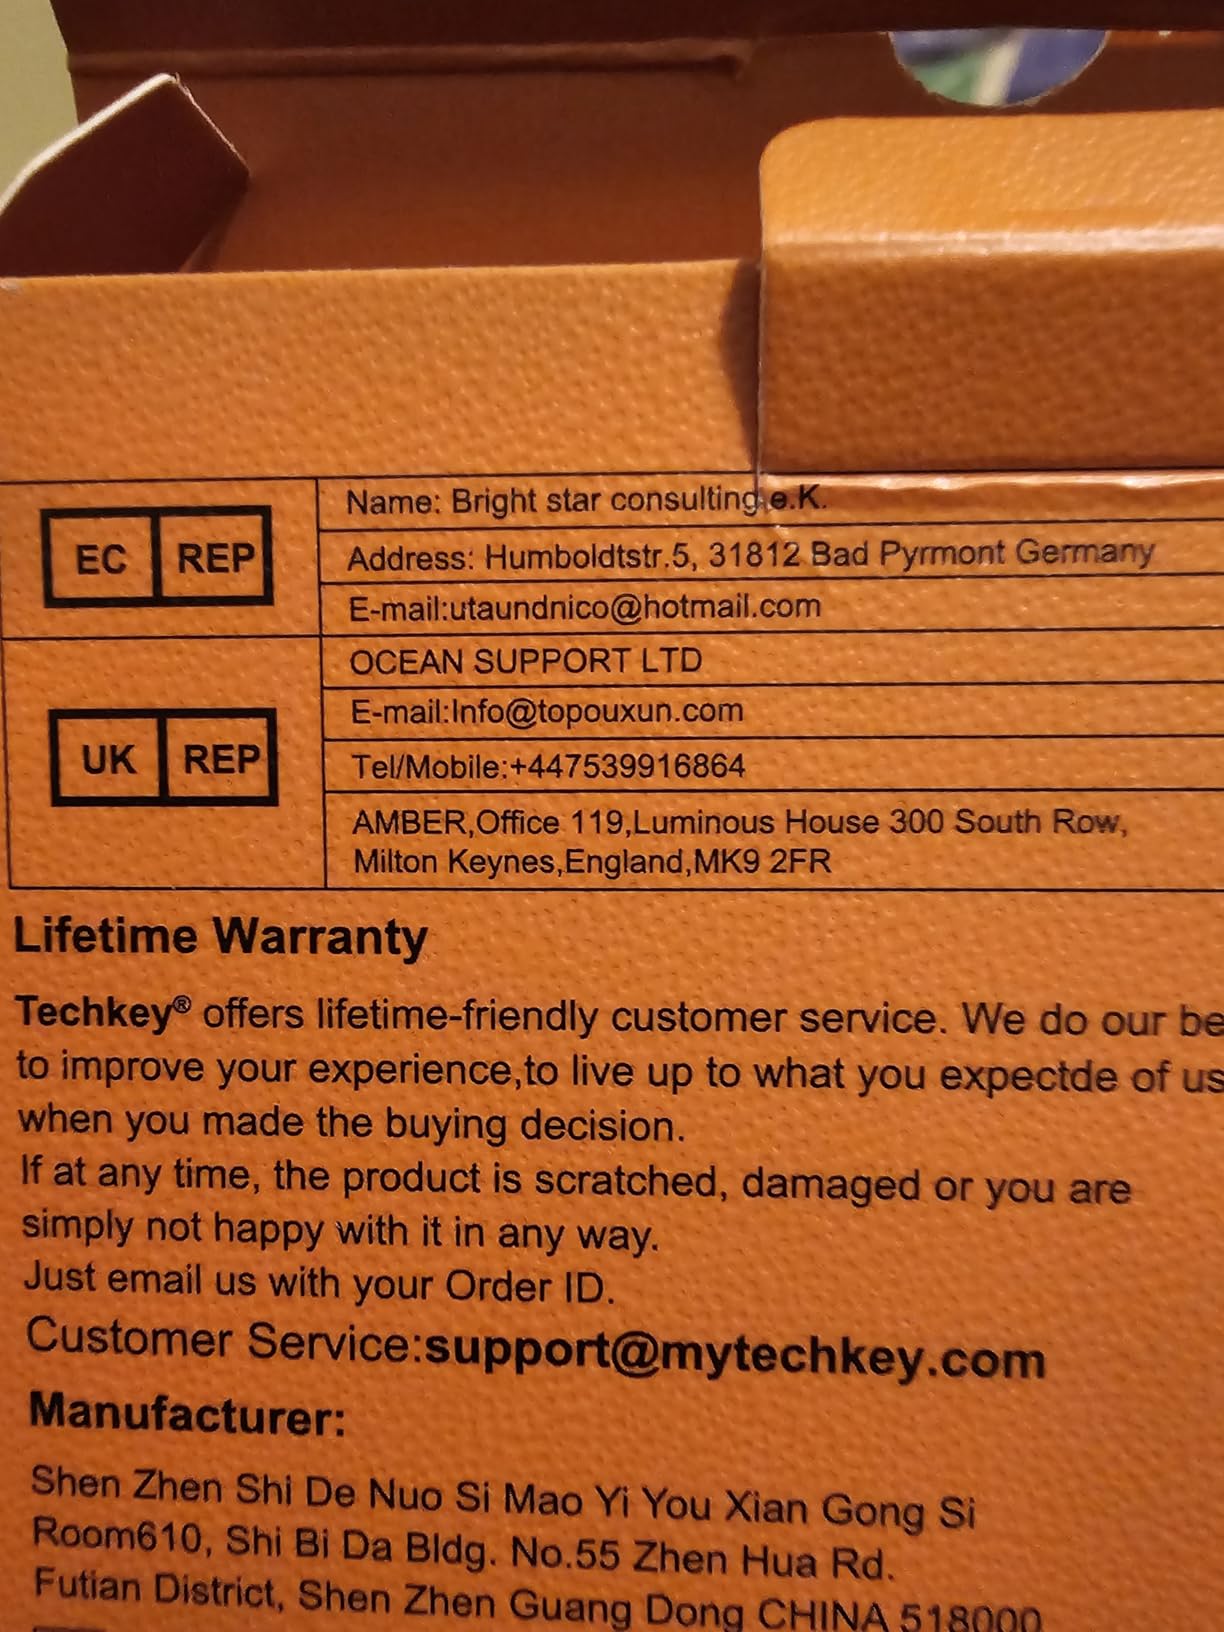 EC REP
Name: Bright star consulting e.K.
Address: Humboldtstr.5, 31812 Bad Pyrmont Germany
E-mail:utaundnico@hotmail.com
UK REP
OCEAN SUPPORT LTD
E-mail:Info@topouxun.com
Tel/Mobile:+447539916864
AMBER,Office 119,Luminous House 300 South Row,
Milton Keynes,England,MK9 2FR
Lifetime Warranty
Techkey® offers lifetime-friendly customer service. We do our be
to improve your experience,to live up to what you expectde of us
when you made the buying decision.
If at any time, the product is scratched, damaged or you are
simply not happy with it in any way.
Just email us with your Order ID.
Customer Service:support@mytechkey.com
Manufacturer:
Shen Zhen Shi De Nuo Si Mao Yi You Xian Gong Si
Room610, Shi Bi Da Bldg. No.55 Zhen Hua Rd.
Futian District, Shen Zhen Guang Dong CHINA 518000